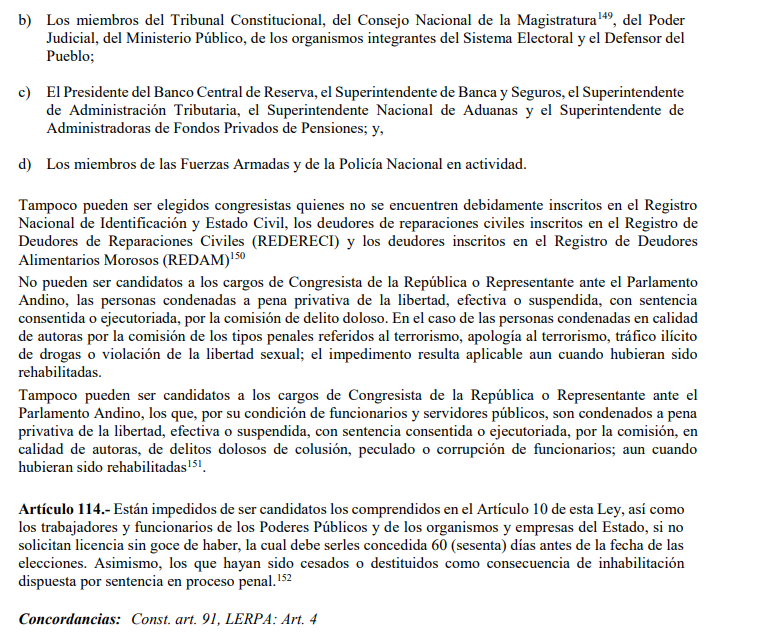 b) Los miembros del Tribunal Constitucional, del Consejo Nacional de la Magistratura149, del Poder
Judicial, del Ministerio Público, de los organismos integrantes del Sistema Electoral y el Defensor del
Pueblo;
c) El Presidente del Banco Central de Reserva, el Superintendente de Banca y Seguros, el Superintendente
de Administración Tributaria, el Superintendente Nacional de Aduanas y el Superintendente de
Administradoras de Fondos Privados de Pensiones; y,
d) Los miembros de las Fuerzas Armadas y de la Policía Nacional en actividad.
Tampoco pueden ser elegidos congresistas quienes no se encuentren debidamente inscritos en el Registro
Nacional de Identificación y Estado Civil, los deudores de reparaciones civiles inscritos en el Registro de
Deudores de Reparaciones Civiles (REDERECI) y los deudores inscritos en el Registro de Deudores
Alimentarios Morosos (REDAM)150
No pueden ser candidatos a los cargos de Congresista de la República o Representante ante el Parlamento
Andino, las personas condenadas a pena privativa de la libertad, efectiva o suspendida, con sentencia
consentida o ejecutoriada, por la comisión de delito doloso. En el caso de las personas condenadas en calidad
de autoras por la comisión de los tipos penales referidos al terrorismo, apología al terrorismo, tráfico ilícito
de drogas o violación de la libertad sexual; el impedimento resulta aplicable aun cuando hubieran sido
rehabilitadas.
Tampoco pueden ser candidatos a los cargos de Congresista de la República o Representante ante el
Parlamento Andino, los que, por su condición de funcionarios y servidores públicos, son condenados a pena
privativa de la libertad, efectiva o suspendida, con sentencia consentida o ejecutoriada, por la comisión, en
calidad de autoras, de delitos dolosos de colusión, peculado o corrupción de funcionarios; aun cuando
hubieran sido rehabilitadas151.
Artículo 114.- Están impedidos de ser candidatos los comprendidos en el Artículo 10 de esta Ley, así como
los trabajadores y funcionarios de los Poderes Públicos y de los organismos y empresas del Estado, si no
solicitan licencia sin goce de haber, la cual debe serles concedida 60 (sesenta) días antes de la fecha de las
elecciones. Asimismo, los que hayan sido cesados o destituidos como consecuencia de inhabilitación
dispuesta por sentencia en proceso penal.152
Concordancias: Const. art. 91, LERPA: Art. 4